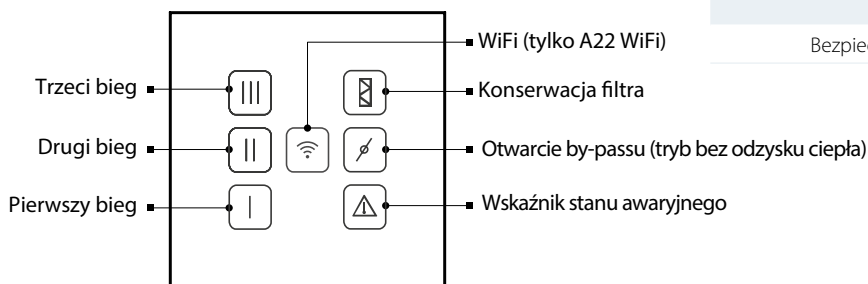 WiFi (tylko A22 WiFi)
Trzeci bieg
Konserwacja filtra
Drugi bieg
Otwarcie by-passu (tryb bez odzysku ciepła)
Pierwszy bieg
Wskaźnik stanu awaryjnego